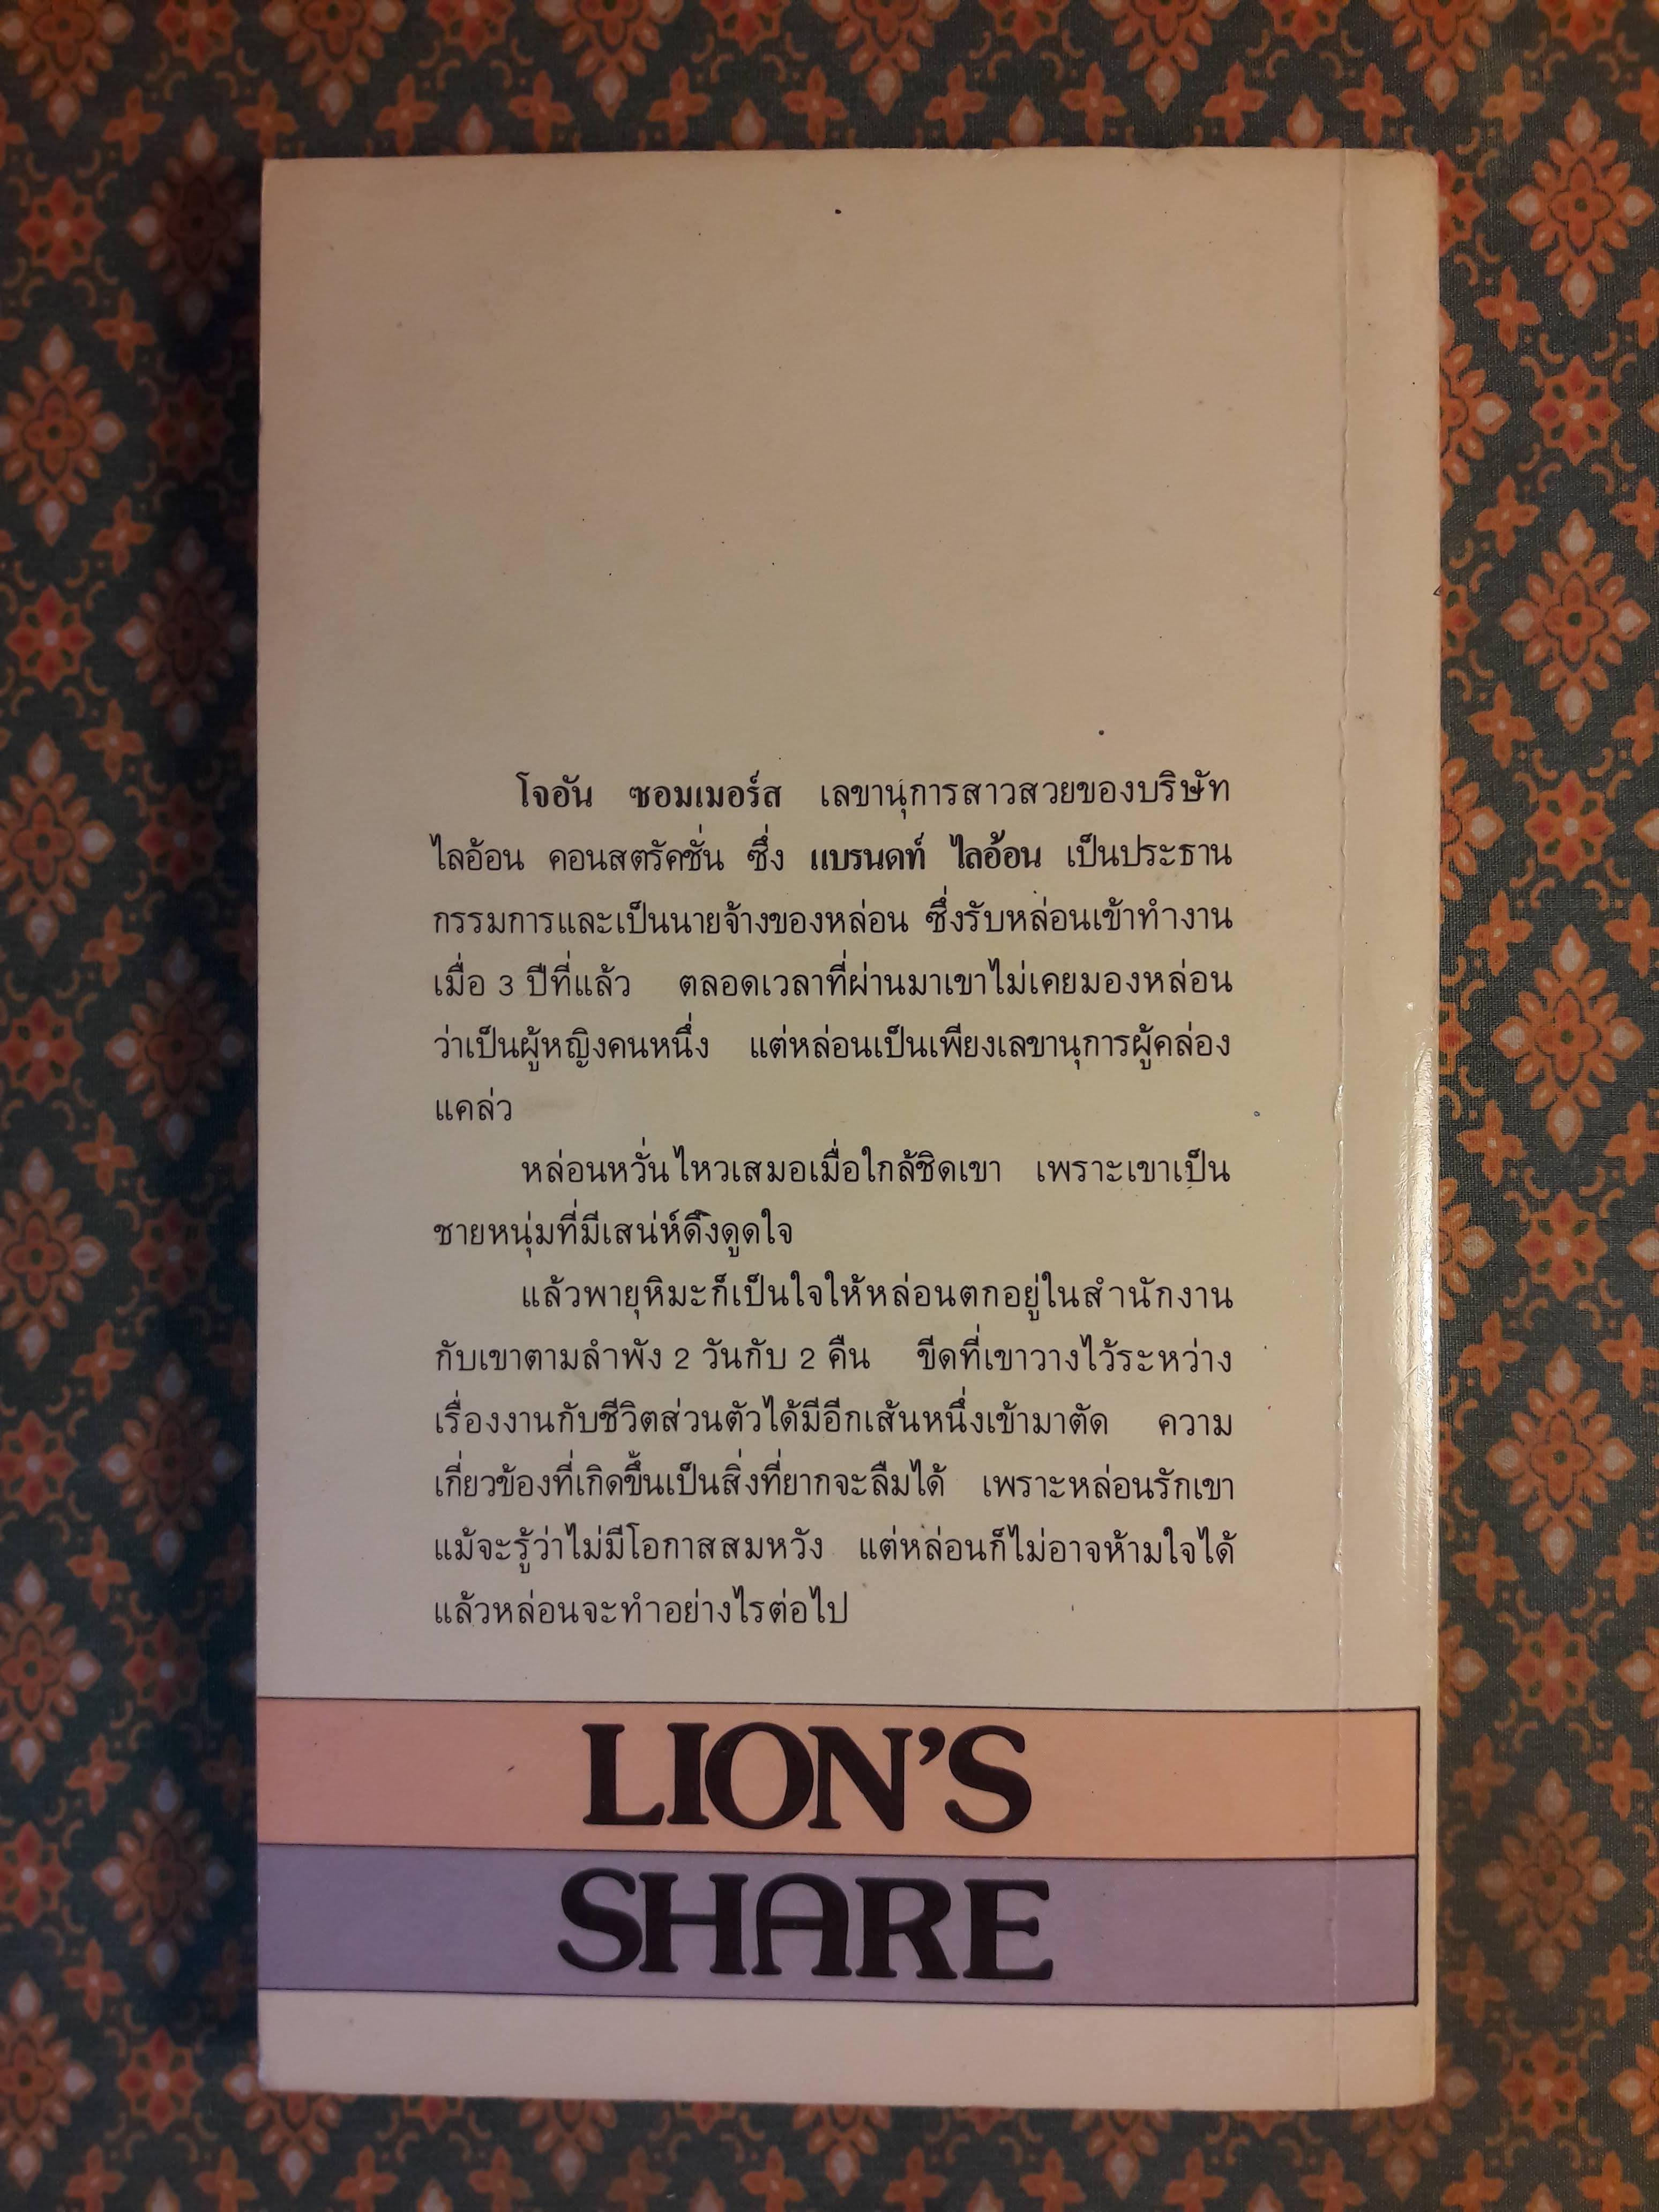 โจอัน ซอมเมอร์ส เลขานุการสาวสวยของบริษัท
ไลอ้อน คอนสตรัคชั่น ซึ่ง แบรนดท์ ไลอ้อน เป็นประธาน
กรรมการและเป็นนายจ้างของหล่อน ซึ่งรับหล่อนเข้าทำงาน
เมื่อ 3 ปีที่แล้ว ตลอดเวลาที่ผ่านมาเขาไม่เคยมองหล่อน
ว่าเป็นผู้หญิงคนหนึ่ง แต่หล่อนเป็นเพียงเลขานุการผู้คล่อง
แคล่ว
หล่อนหวั่นไหวเสมอเมื่อใกล้ชิดเขา เพราะเขาเป็น
ชายหนุ่มที่มีเสน่ห์ดึงดูดใจ
แล้วพายุหิมะก็เป็นใจให้หล่อนตกอยู่ในสำนักงาน
กับเขาตามลำพัง 2 วันกับ 2 คืน ขีดที่เขาวางไว้ระหว่าง
เรื่องงานกับชีวิตส่วนตัวได้มีอีกเส้นหนึ่งเข้ามาตัด ความ
เกี่ยวข้องที่เกิดขึ้นเป็นสิ่งที่ยากจะลืมได้ เพราะหล่อนรักเขา
แม้จะรู้ว่าไม่มีโอกาสสมหวัง แต่หล่อนก็ไม่อาจห้ามใจได้
แล้วหล่อนจะทำอย่างไรต่อไป
LION'S
SHARE